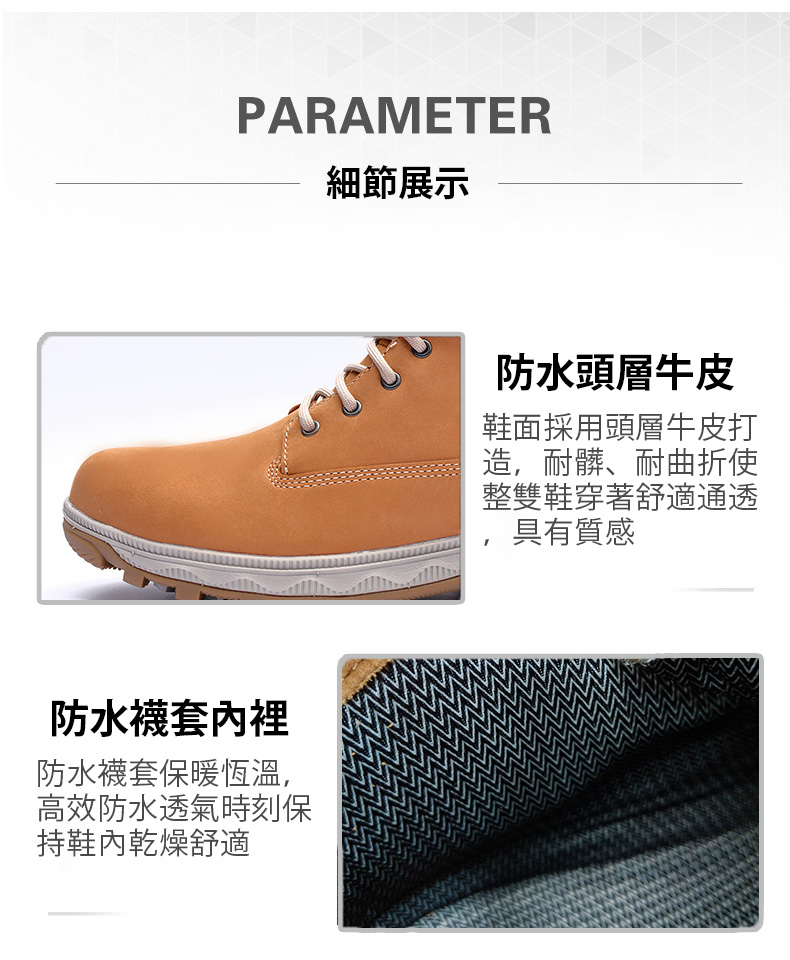 PARAMETER
細節展示
防水頭層牛皮
鞋面採用頭層牛皮打
造，耐髒、耐曲折使
整雙鞋穿著舒適通透
，具有質感
防水襪套內裡
防水襪套保暖恆溫，
高效防水透氣時刻保
持鞋內乾燥舒適